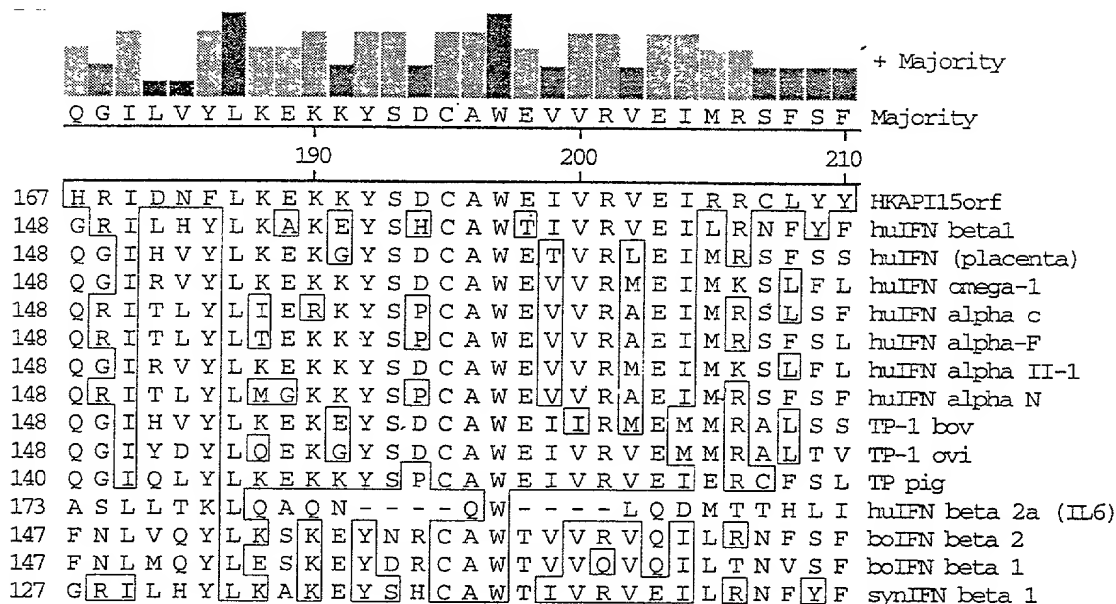 + Majority
Q G I L V Y L K E K K Y S D C A W E V V R V E I M R S F S F Majority
190 200 210
167 H R I D N F L K E K K Y S D C A W E I V R V E I R R C L Y Y HKAPI15orf
148 G R I L H Y L K A K E Y S H C A W T I V R V E I L R N F Y F huIFN beta1
148 Q G I H V Y L K E K G Y S D C A W E T V R L E I M R S F S S huIFN (placenta)
148 Q G I R V Y L K E K K Y S D C A W E V V R M E I M K S L F L huIFN omega-1
148 Q R I T L Y L I E R K Y S P C A W E V V R A E I M R S L S F huIFN alpha c
148 Q R I T L Y L T E K K Y S P C A W E V V R A E I M R S F S L huIFN alpha-F
148 Q G I R V Y L K E K K Y S D C A W E V V R M E I M K S L F L huIFN alpha II-1
148 Q R I T L Y L M G K K Y S P C A W E V V R A E I M R S F S F huIFN alpha N
148 Q G I H V Y L K E K E Y S D C A W E I I R M E M M R A L S S TP-1 bov
148 Q G I Y D Y L Q E K G Y S D C A W E I V R V E M M R A L T V TP-1 ovi
140 Q G I Q L Y L K E K K Y S P C A W E I V R V E I E R C F S L TP pig
173 A S L L T K L Q A Q N - - - - Q W - - - - L Q D M T T H L I huIFN beta 2a (IL6)
147 F N L V Q Y L K S K E Y N R C A W T V V R V Q I L R N F S F boIFN beta 2
147 F N L M Q Y L E S K E Y D R C A W T V V Q V Q I L T N V S F boIFN beta 1
127 G R I L H Y L K A K E Y S H C A W T I V R V E I L R N F Y F synIFN beta 1